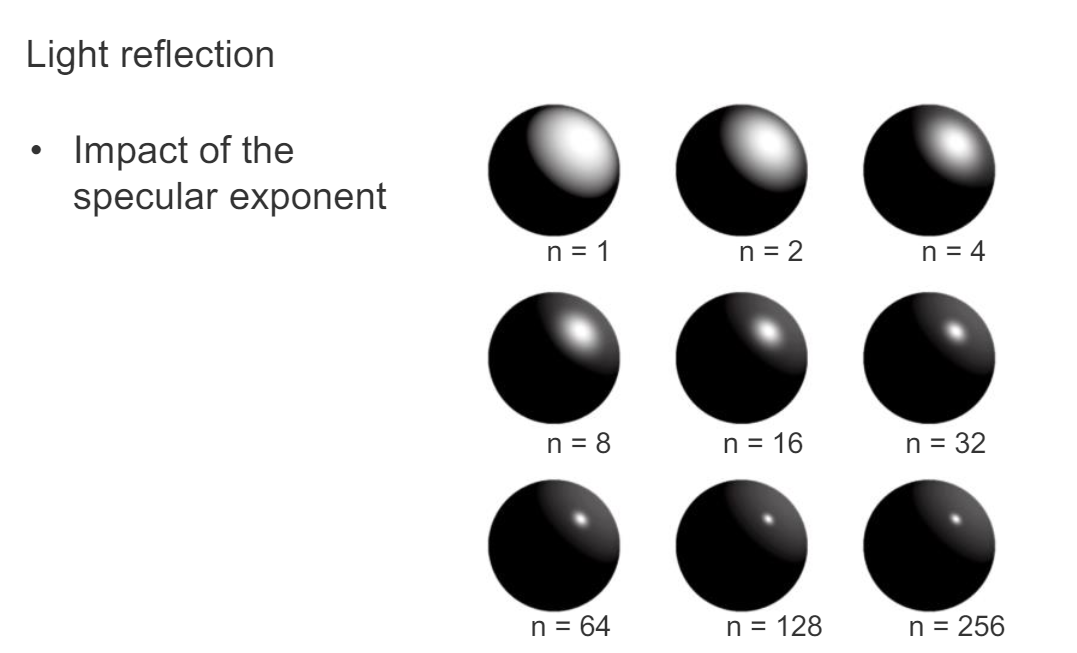 Light reflection
• Impact of the
specular exponent
n = 1
n = 2
n = 4
n = 8
n = 16
n = 32
n = 64
n = 128
n = 256